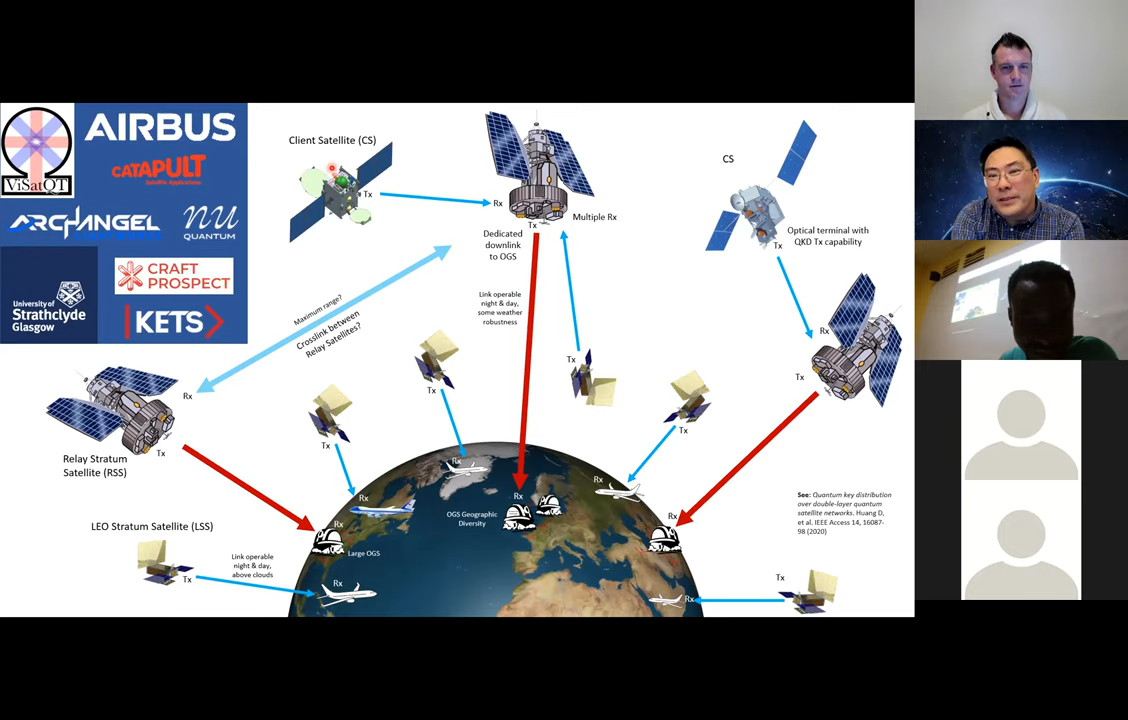 ViSatQT
AIRBUS
CATAPULT
Satellite Applications
ARCHANGEL
NU
QUANTUM
University of
Strathclyde
Glasgow
CRAFT
PROSPECT
KETS
Client Satellite (CS)
Tx
Rx
Tx
Multiple Rx
Dedicated
downlink
to OGS
Link operable
night & day,
some weather
robustness
CS
Optical terminal with
QKD Tx capability
Tx
Rx
Tx
Maximum range?
Crosslink between
Relay Satellites?
Rx
Tx
Relay Stratum
Satellite (RSS)
Tx
Tx
Tx
Tx
Rx
Rx
Rx
Rx
OGS Geographic
Diversity
Rx
Large OGS
Rx
See: Quantum key distribution
over double-layer quantum
satellite networks. Huang D,
et al. IEEE Access 14, 16087-
98 (2020)
LEO Stratum Satellite (LSS)
Tx
Link operable
night & day,
above clouds
Rx
Rx
Tx